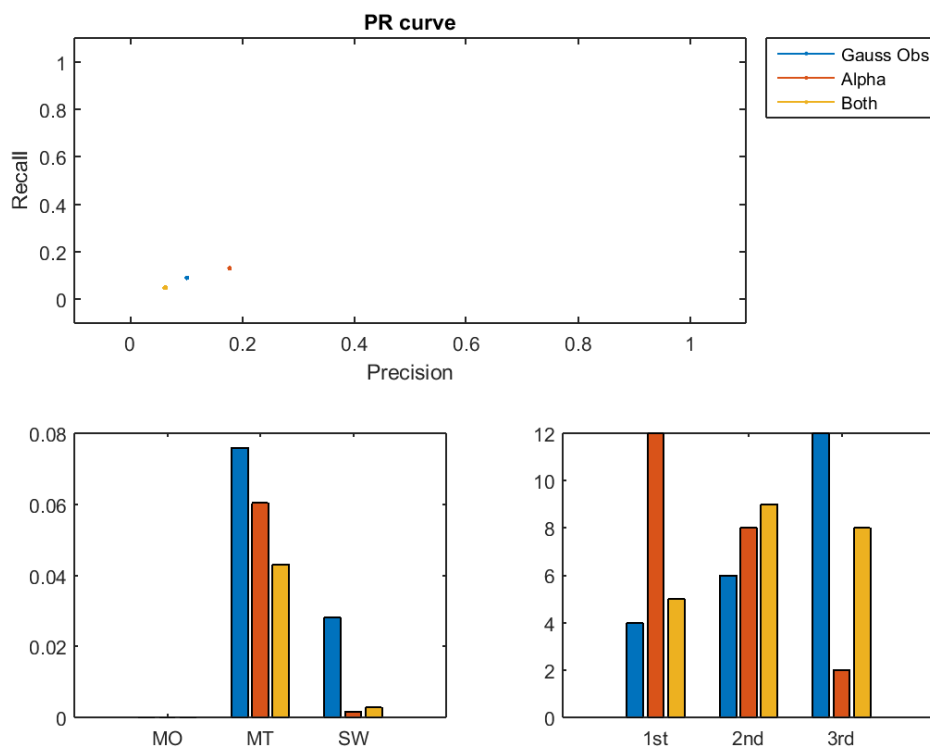 PR curve
1
0.8
0.6
0.4
0.2
0
Recall
0 0.2 0.4 0.6 0.8 1
Precision
Gauss Obs
Alpha
Both
0.08
0.06
0.04
0.02
0
MO MT SW
12
10
8
6
4
2
0
1st 2nd 3rd